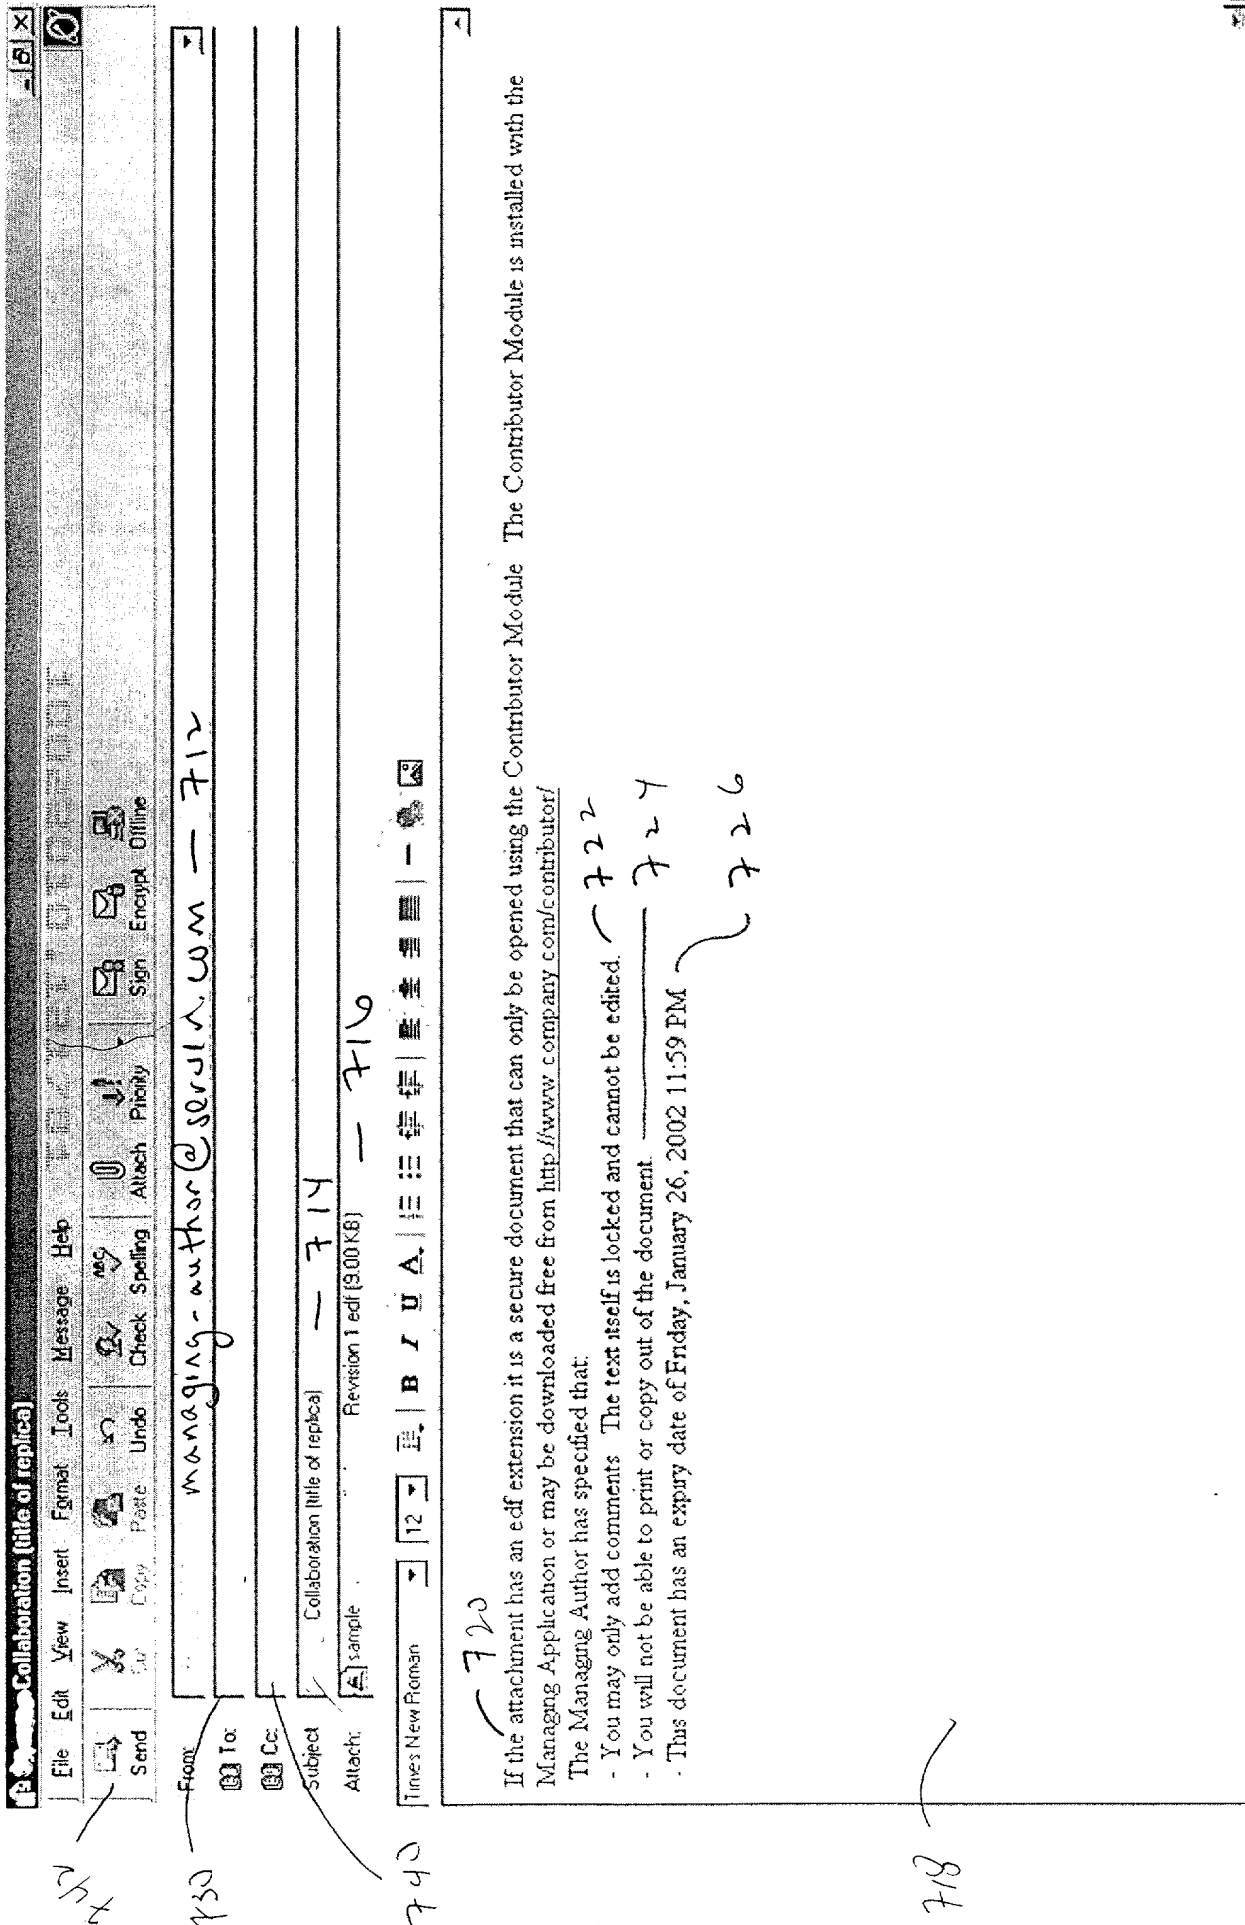 Collaboration [title of replica]
File Edit View Insert Format Tools Message Help
Send Cut Copy Paste Undo Check Spelling Attach Priority Sign Encrypt Offline
From: 712
730
To:
Cc:
740
Subject Collaboration [title of replica] — 714
Attach: sample Revision 1 edf (9.00 KB) — 716
Times New Roman 12 B I U A
720
If the attachment has an edf extension it is a secure document that can only be opened using the Contributor Module The Contributor Module is installed with the
Managing Application or may be downloaded free from http://www company com/contributor/
The Managing Author has specified that:
- You may only add comments The text itself is locked and cannot be edited. 722
- You will not be able to print or copy out of the document. 724
- This document has an expiry date of Friday, January 26, 2002 11:59 PM 726
718